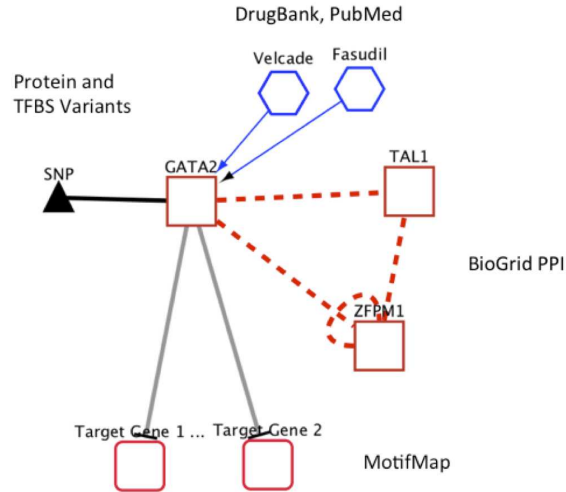 DrugBank, PubMed
Velcade
Fasudil
Protein and
TFBS Variants
SNP
GATA2
TAL1
BioGrid PPI
ZFPM1
Target Gene 1 ...
Target Gene 2
MotifMap